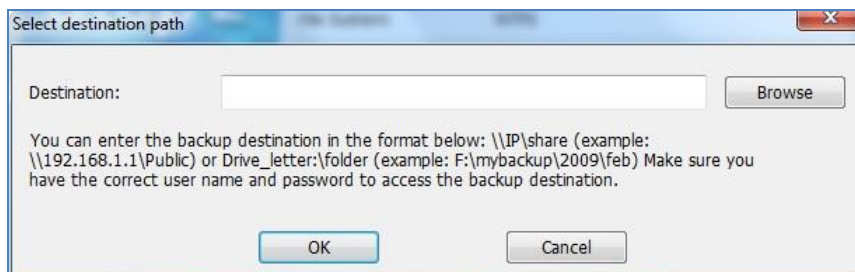 Select destination path
Destination:
Browse
You can enter the backup destination in the format below: \\IP\share (example:
\\192.168.1.1\Public) or Drive_letter:\folder (example: F:\mybackup\2009\feb) Make sure you
have the correct user name and password to access the backup destination.
OK
Cancel